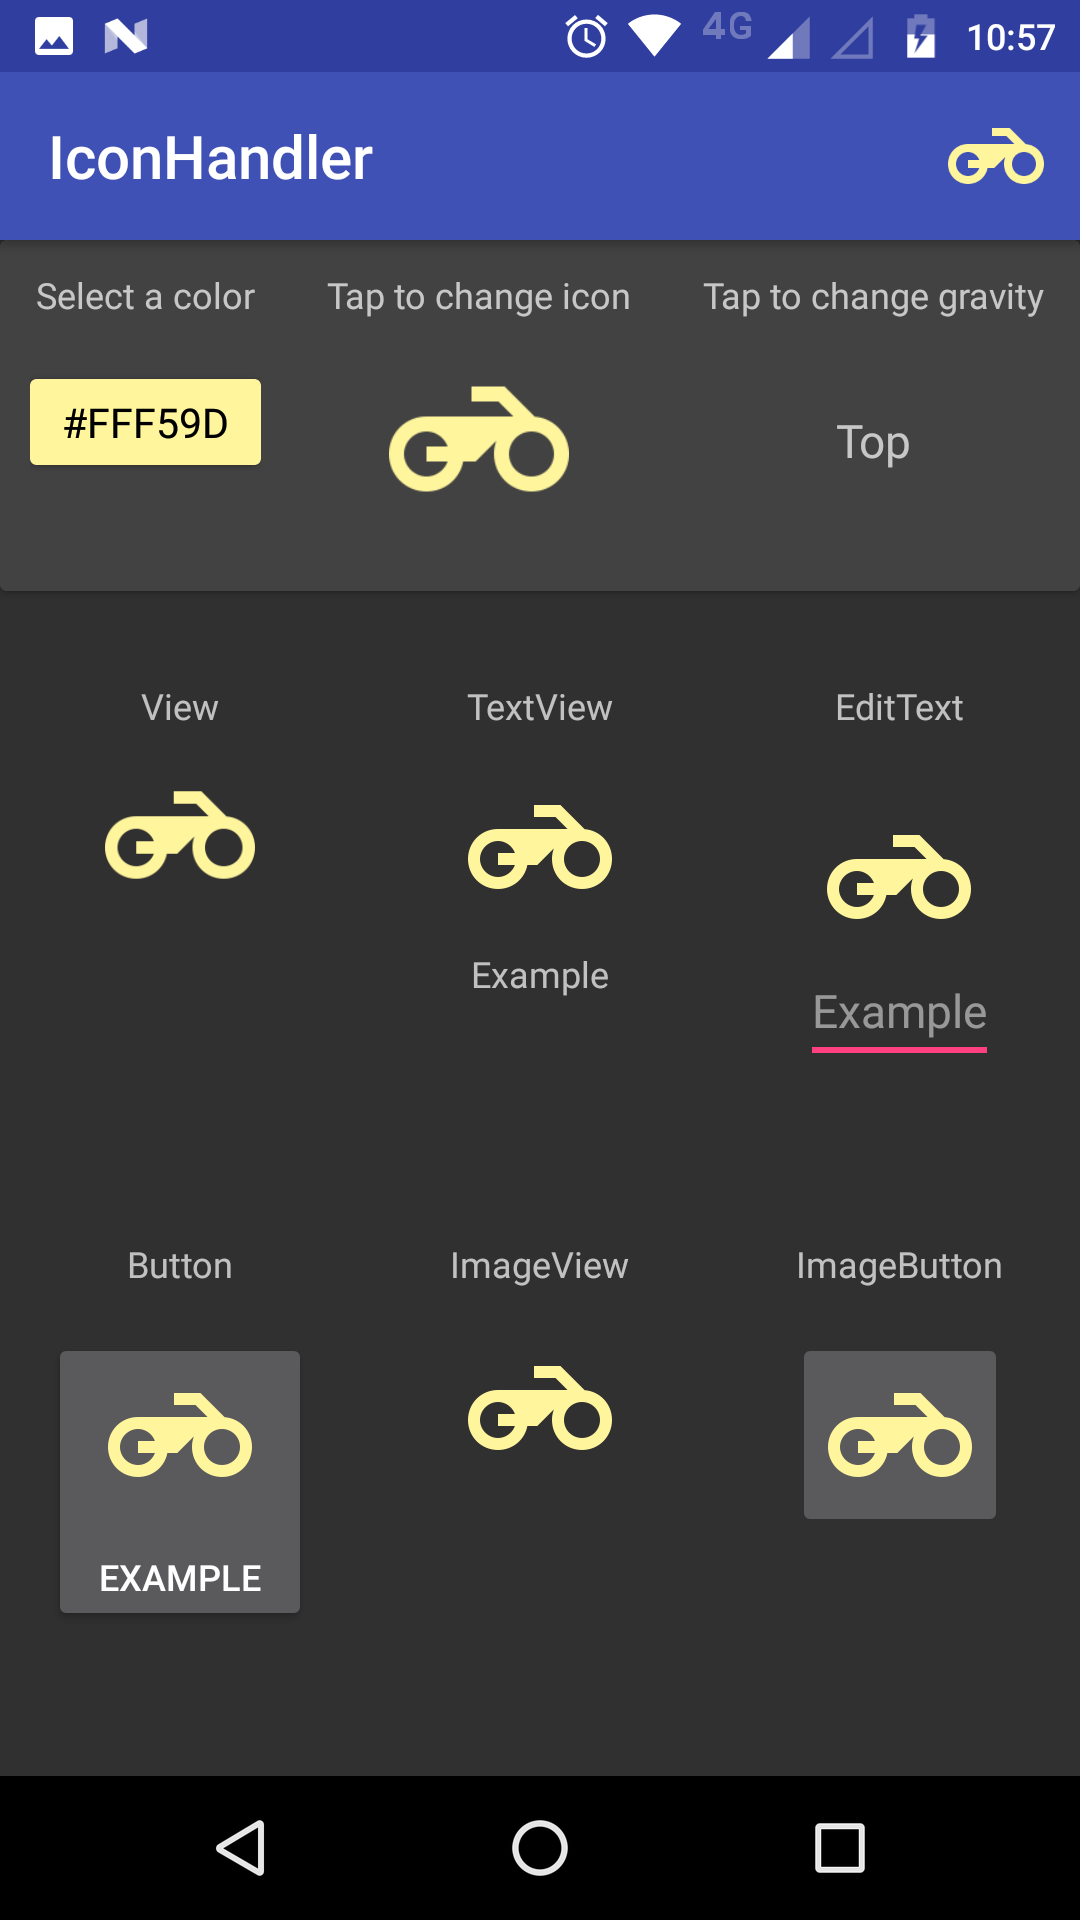 4G 10:57
IconHandler
Select a color Tap to change icon Tap to change gravity
#FFF59D Top
View TextView EditText
Example Example
Button ImageView ImageButton
EXAMPLE